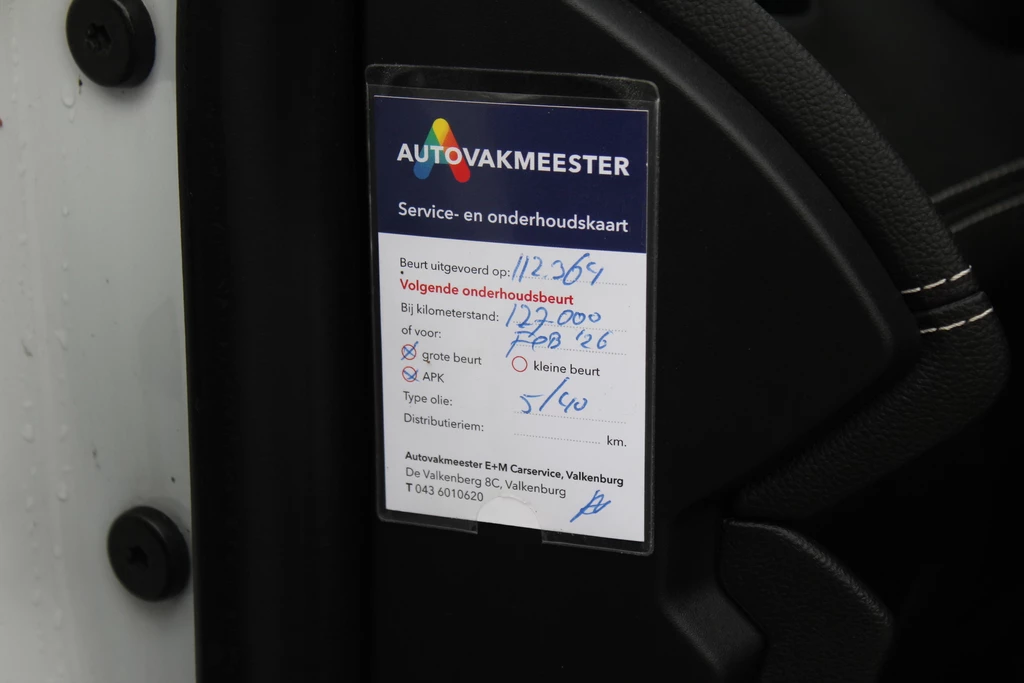 AUTOVAKMEESTER
Service- en onderhoudskaart
Beurt uitgevoerd op: 112.364
Volgende onderhoudsbeurt
Bij kilometerstand: 127.000
of voor: FEB '26
grote beurt kleine beurt
APK
Type olie: 5/40
Distributieriem: km.
Autovakmeester E+M Carservice, Valkenburg
De Valkenberg 8C, Valkenburg
T 043 6010620